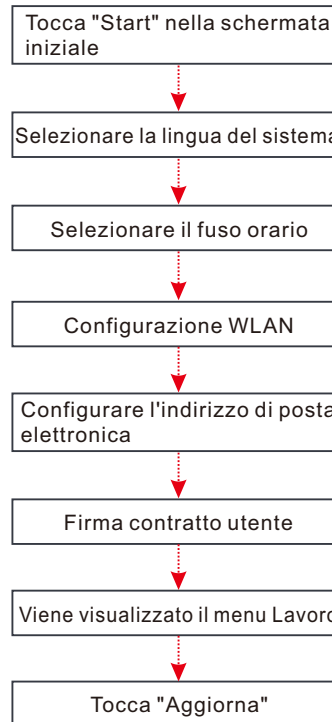 Tocca "Start" nella schermata
iniziale
Selezionare la lingua del sistema
Selezionare il fuso orario
Configurazione WLAN
Configurare l'indirizzo di posta
elettronica
Firma contratto utente
Viene visualizzato il menu Lavoro
Tocca "Aggiorna"